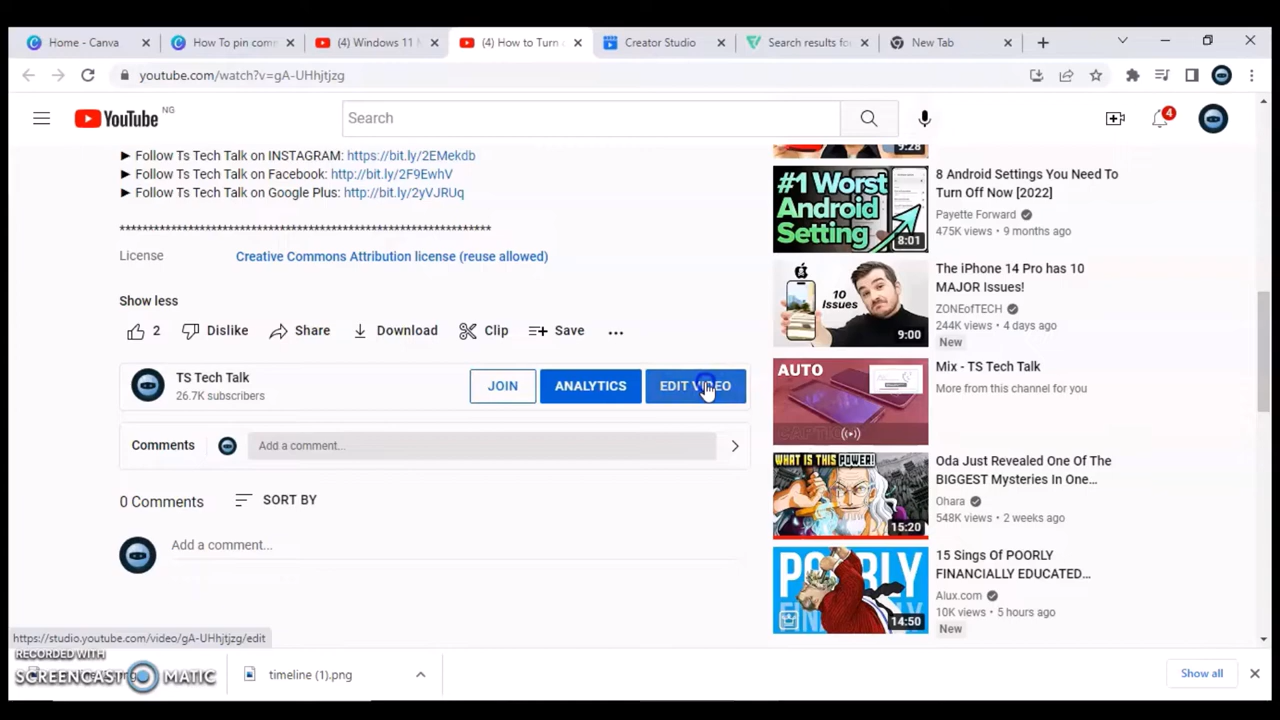 Home - Canva
How To pin com
(4) Windows 11 M
(4) How to Turn
Creator Studio
Search results fo
New Tab
youtube.com/watch?v=gA-UHhjtjzg
YouTube NG
Search
4
► Follow Ts Tech Talk on INSTAGRAM: https://bit.ly/2EMekdb
► Follow Ts Tech Talk on Facebook: http://bit.ly/2F9EwhV
► Follow Ts Tech Talk on Google Plus: http://bit.ly/2yVJRUq
License
Creative Commons Attribution license (reuse allowed)
Show less
2
Dislike
Share
Download
Clip
Save
TS Tech Talk
26.7K subscribers
JOIN
ANALYTICS
EDIT VIDEO
Comments
Add a comment...
0 Comments
SORT BY
Add a comment...
9:28
#1 Worst
Android
Setting
8:01
8 Android Settings You Need To
Turn Off Now [2022]
Payette Forward
475K views • 9 months ago
10
Issues
9:00
The iPhone 14 Pro has 10
MAJOR Issues!
ZONEofTECH
244K views • 4 days ago
New
AUTO
Mix - TS Tech Talk
More from this channel for you
WHAT IS THIS POWER!
15:20
Oda Just Revealed One Of The
BIGGEST Mysteries In One...
Ohara
548K views • 2 weeks ago
POORLY
14:50
15 Sings Of POORLY
FINANCIALLY EDUCATED...
Alux.com
10K views • 5 hours ago
New
https://studio.youtube.com/video/gA-UHhjtjzg/edit
RECORDED WITH
SCREENCAST MATIC
timeline (1).png
Show all